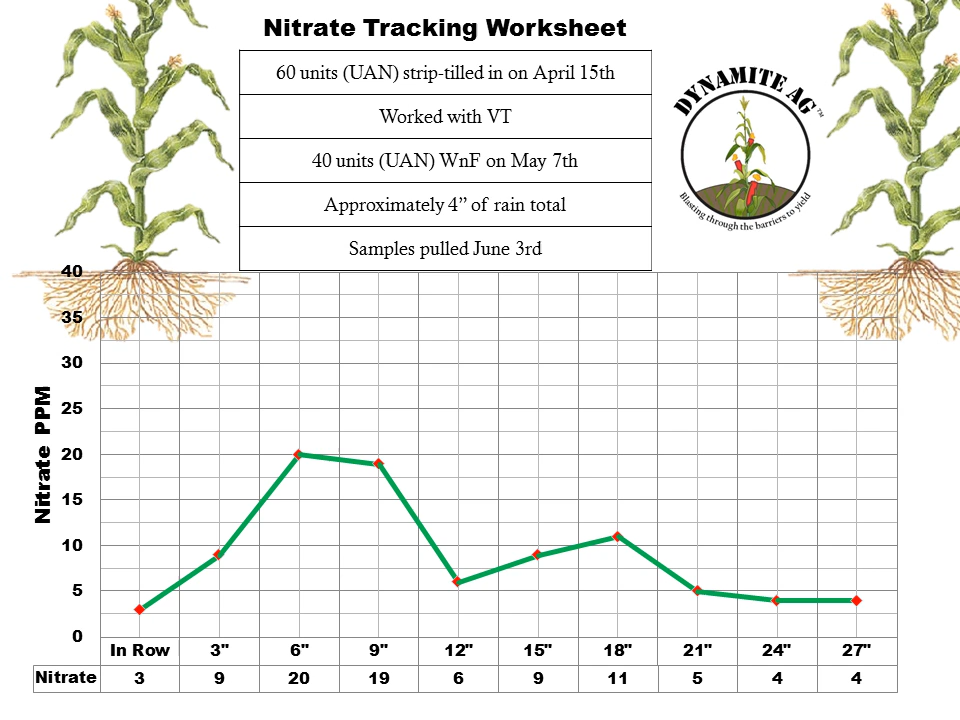 Nitrate Tracking Worksheet
60 units (UAN) strip-tilled in on April 15th
Worked with VT
40 units (UAN) WnF on May 7th
Approximately 4” of rain total
Samples pulled June 3rd
DYNAMITE AG™
Blasting through the barriers to yield
Nitrate PPM
40
35
30
25
20
15
10
5
0
In Row 3" 6" 9" 12" 15" 18" 21" 24" 27"
Nitrate 3 9 20 19 6 9 11 5 4 4